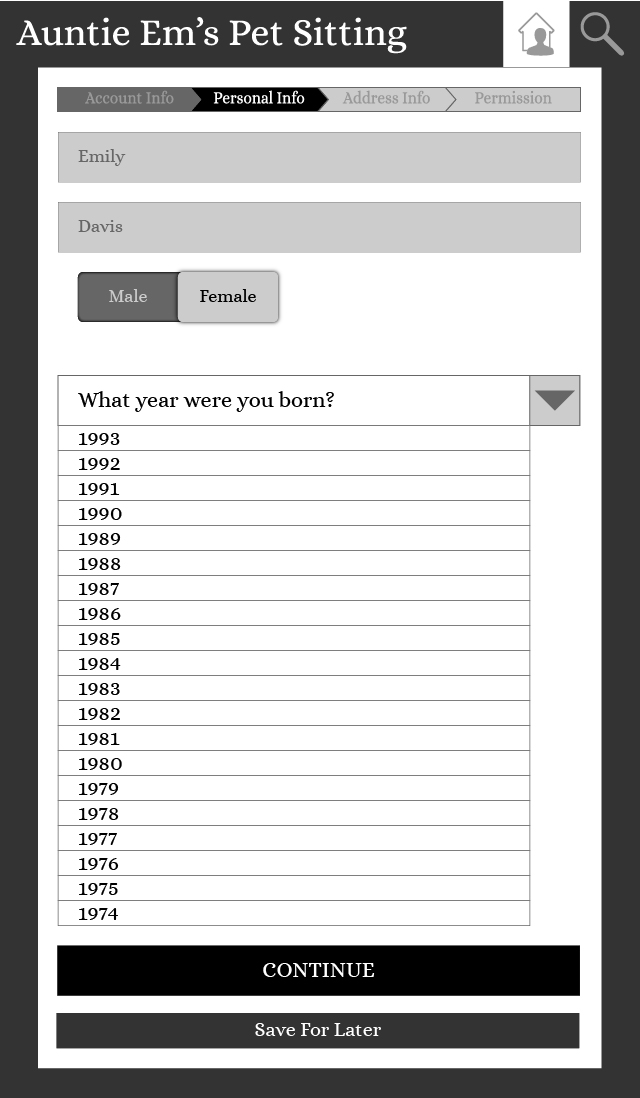 Auntie Em's Pet Sitting
Account Info Personal Info Address Info Permission
Emily
Davis
Male Female
What year were you born?
1993
1992
1991
1990
1989
1988
1987
1986
1985
1984
1983
1982
1981
1980
1979
1978
1977
1976
1975
1974
CONTINUE
Save For Later